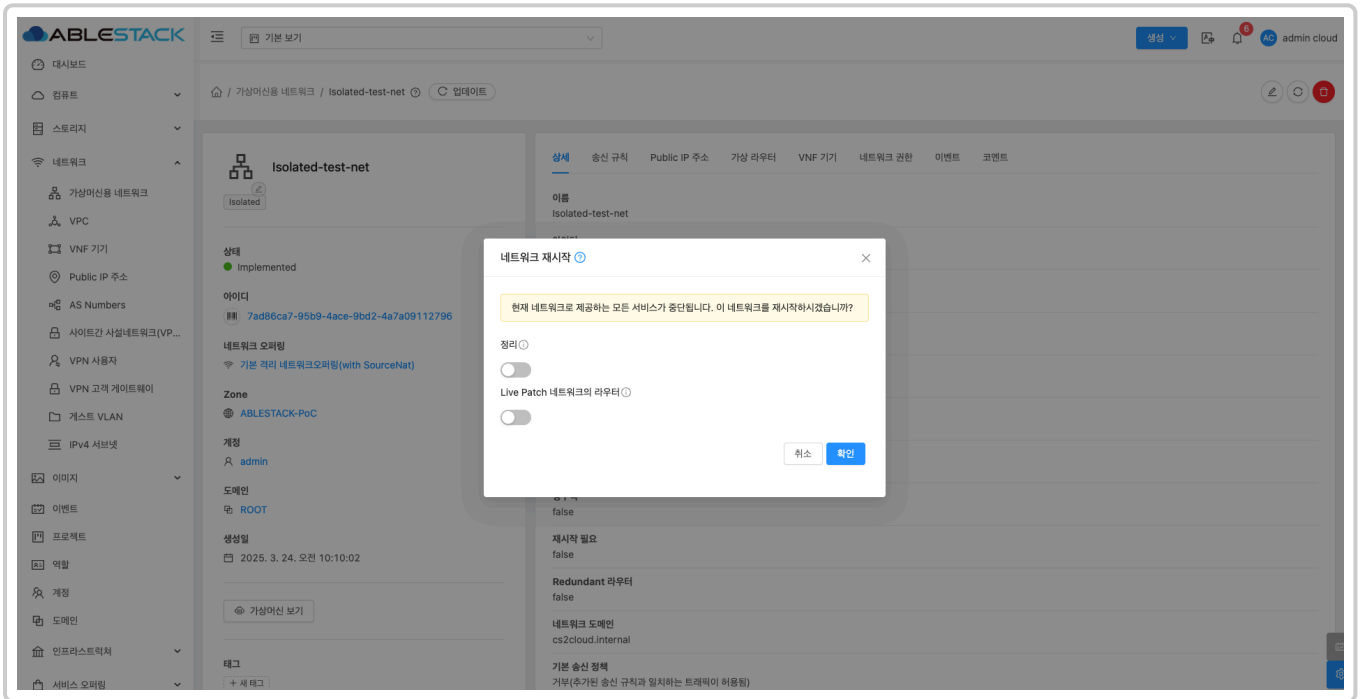 ABLESTACK
기본 보기
생성
6
AC
admin cloud
대시보드
컴퓨트
스토리지
네트워크
가상머신용 네트워크
VPC
VNF 기기
Public IP 주소
AS Numbers
사이트간 사설네트워크(VP...
VPN 사용자
VPN 고객 게이트웨이
게스트 VLAN
IPv4 서브넷
이미지
이벤트
프로젝트
역할
계정
도메인
인프라스트럭쳐
서비스 오퍼링
/ 가상머신용 네트워크 / Isolated-test-net
업데이트
Isolated-test-net
Isolated
상태
Implemented
아이디
7ad86ca7-95b9-4ace-9bd2-4a7a09112796
네트워크 오퍼링
기본 격리 네트워크오퍼링(with SourceNat)
Zone
ABLESTACK-PoC
계정
admin
도메인
ROOT
생성일
2025. 3. 24. 오전 10:10:02
가상머신 보기
태그
+ 새 태그
상세 송신 규칙 Public IP 주소 가상 라우터 VNF 기기 네트워크 권한 이벤트 코멘트
이름
Isolated-test-net
네트워크 재시작
현재 네트워크로 제공하는 모든 서비스가 중단됩니다. 이 네트워크를 재시작하시겠습니까?
정리
Live Patch 네트워크의 라우터
취소
확인
false
재시작 필요
false
Redundant 라우터
false
네트워크 도메인
cs2cloud.internal
기본 송신 정책
거부(추가된 송신 규칙과 일치하는 트래픽이 허용됨)